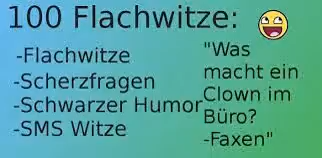 100 Flachwitze:
-Flachwitze
-Scherzfragen
-Schwarzer Humor
-SMS Witze
"Was
macht ein
Clown im
Büro?
-Faxen"